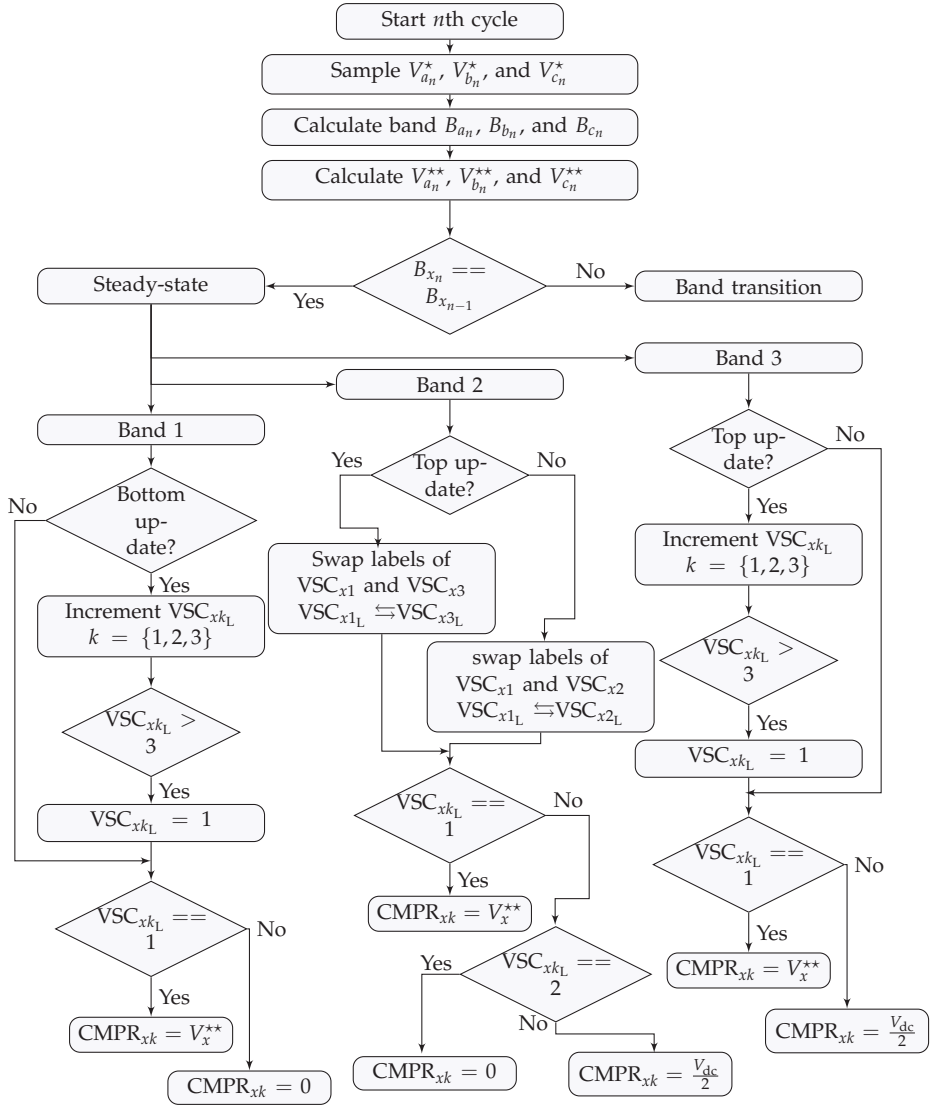 Start nth cycle
Sample V⋆aₙ, V⋆bₙ, and V⋆cₙ
Calculate band Baₙ, Bbₙ, and Bcₙ
Calculate V⋆⋆aₙ, V⋆⋆bₙ, and V⋆⋆cₙ
Bxₙ ==
Bxₙ₋₁
Yes
No
Steady-state
Band transition
Band 3
Band 2
Band 1
Top up-
date?
No
Yes
Top up-
date?
Yes
No
Bottom
up-
date?
No
Yes
Increment VSCxkL
k = {1, 2, 3}
Swap labels of
VSCx1 and VSCx3
VSCx1L ⇆VSCx3L
Increment VSCxkL
k = {1, 2, 3}
swap labels of
VSCx1 and VSCx2
VSCx1L ⇆VSCx2L
VSCxkL >
3
Yes
VSCxkL = 1
VSCxkL >
3
Yes
VSCxkL = 1
VSCxkL ==
1
No
Yes
CMPRxk = V⋆⋆x
VSCxkL ==
1
No
Yes
CMPRxk = V⋆⋆x
VSCxkL ==
1
No
Yes
CMPRxk = V⋆⋆x
CMPRxk = 0
VSCxkL ==
2
Yes
No
CMPRxk = 0
CMPRxk = Vdc/2
CMPRxk = Vdc/2